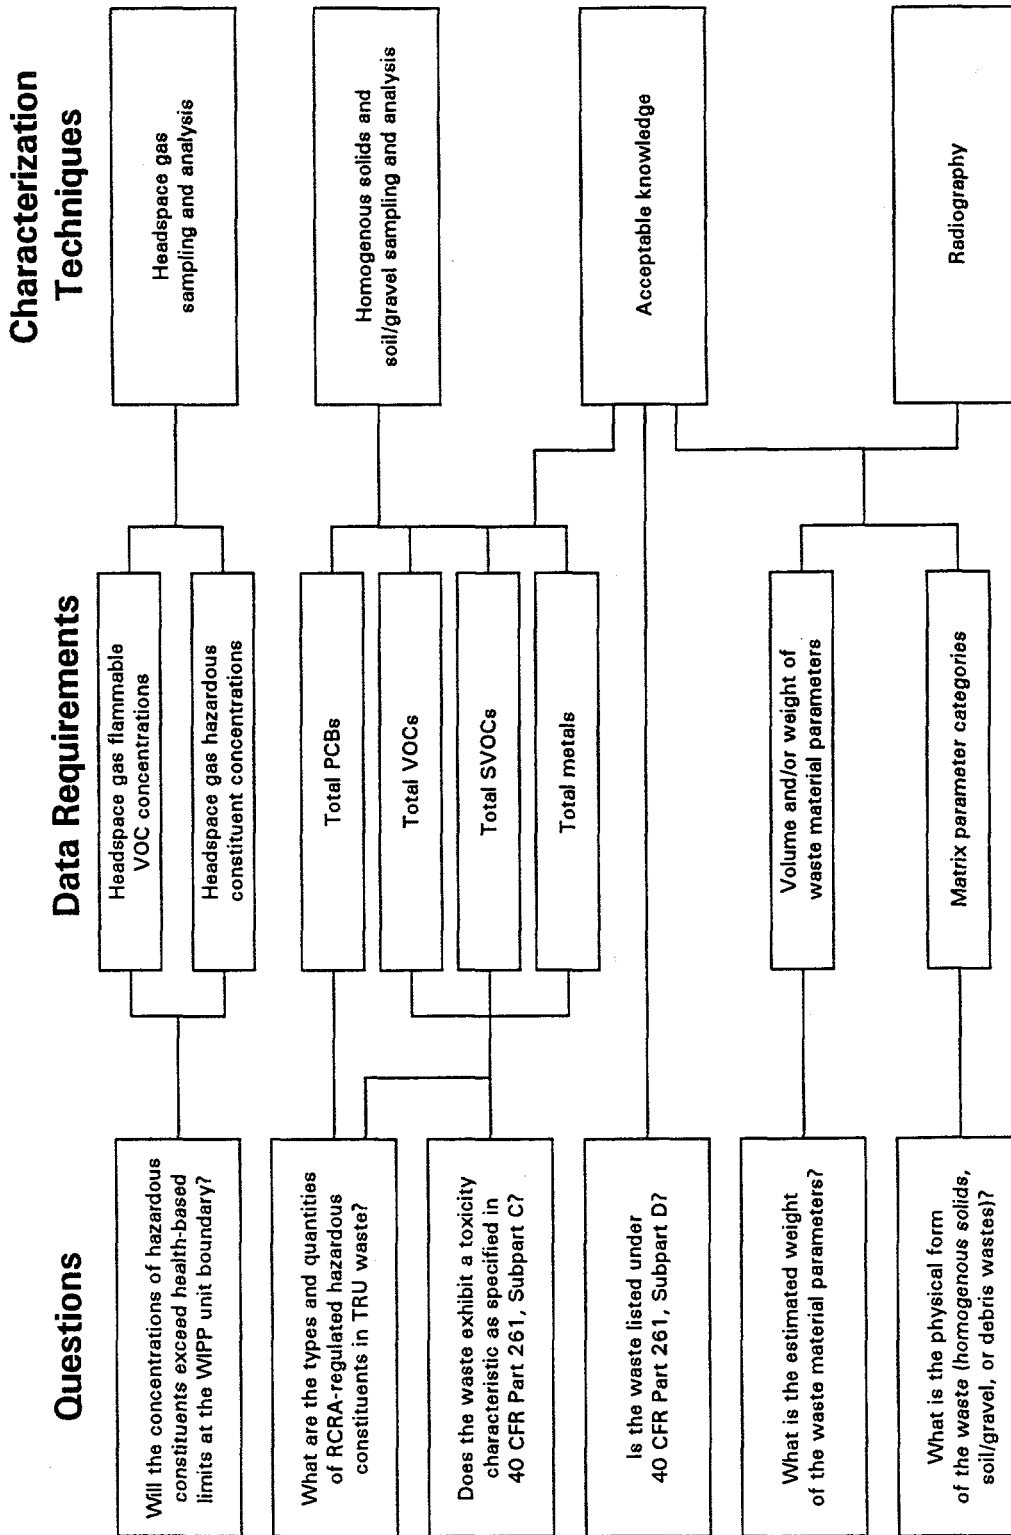 Questions
Will the concentrations of hazardous
constituents exceed health-based
limits at the WIPP unit boundary?
What are the types and quantities
of RCRA-regulated hazardous
constituents in TRU waste?
Does the waste exhibit a toxicity
characteristic as specified in
40 CFR Part 261, Subpart C?
Is the waste listed under
40 CFR Part 261, Subpart D?
What is the estimated weight
of the waste material parameters?
What is the physical form
of the waste (homogenous solids,
soil/gravel, or debris wastes)?
Data Requirements
Headspace gas flammable
VOC concentrations
Headspace gas hazardous
constituent concentrations
Total PCBs
Total VOCs
Total SVOCs
Total metals
Volume and/or weight of
waste material parameters
Matrix parameter categories
Characterization
Techniques
Headspace gas
sampling and analysis
Homogenous solids and
soil/gravel sampling and analysis
Acceptable knowledge
Radiography